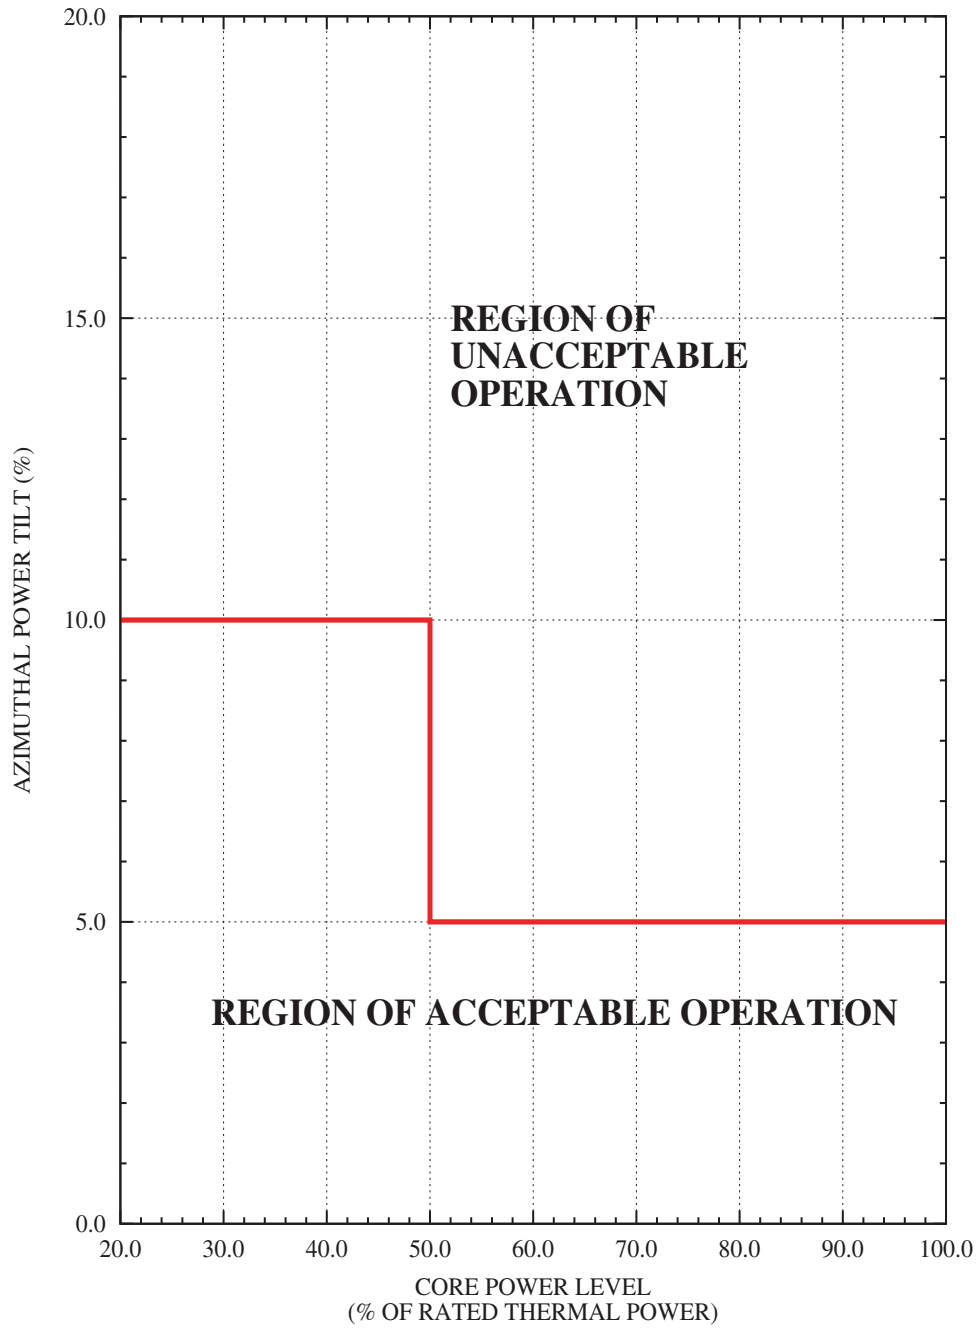 20.0
15.0
10.0
5.0
0.0
AZIMUTHAL POWER TILT (%)
REGION OF
UNACCEPTABLE
OPERATION
REGION OF ACCEPTABLE OPERATION
20.0 30.0 40.0 50.0 60.0 70.0 80.0 90.0 100.0
CORE POWER LEVEL
(% OF RATED THERMAL POWER)